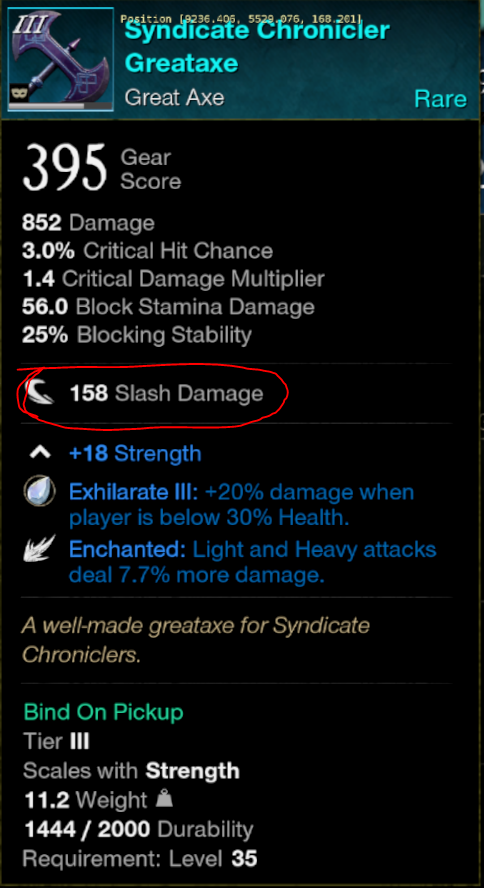 III
Position [9236.406, 5529.076, 168.201]
Syndicate Chronicler
Greataxe
Great Axe
Rare
395 Gear
Score
852 Damage
3.0% Critical Hit Chance
1.4 Critical Damage Multiplier
56.0 Block Stamina Damage
25% Blocking Stability
158 Slash Damage
+18 Strength
Exhilarate III: +20% damage when
player is below 30% Health.
Enchanted: Light and Heavy attacks
deal 7.7% more damage.
A well-made greataxe for Syndicate
Chroniclers.
Bind On Pickup
Tier III
Scales with Strength
11.2 Weight
1444 / 2000 Durability
Requirement: Level 35